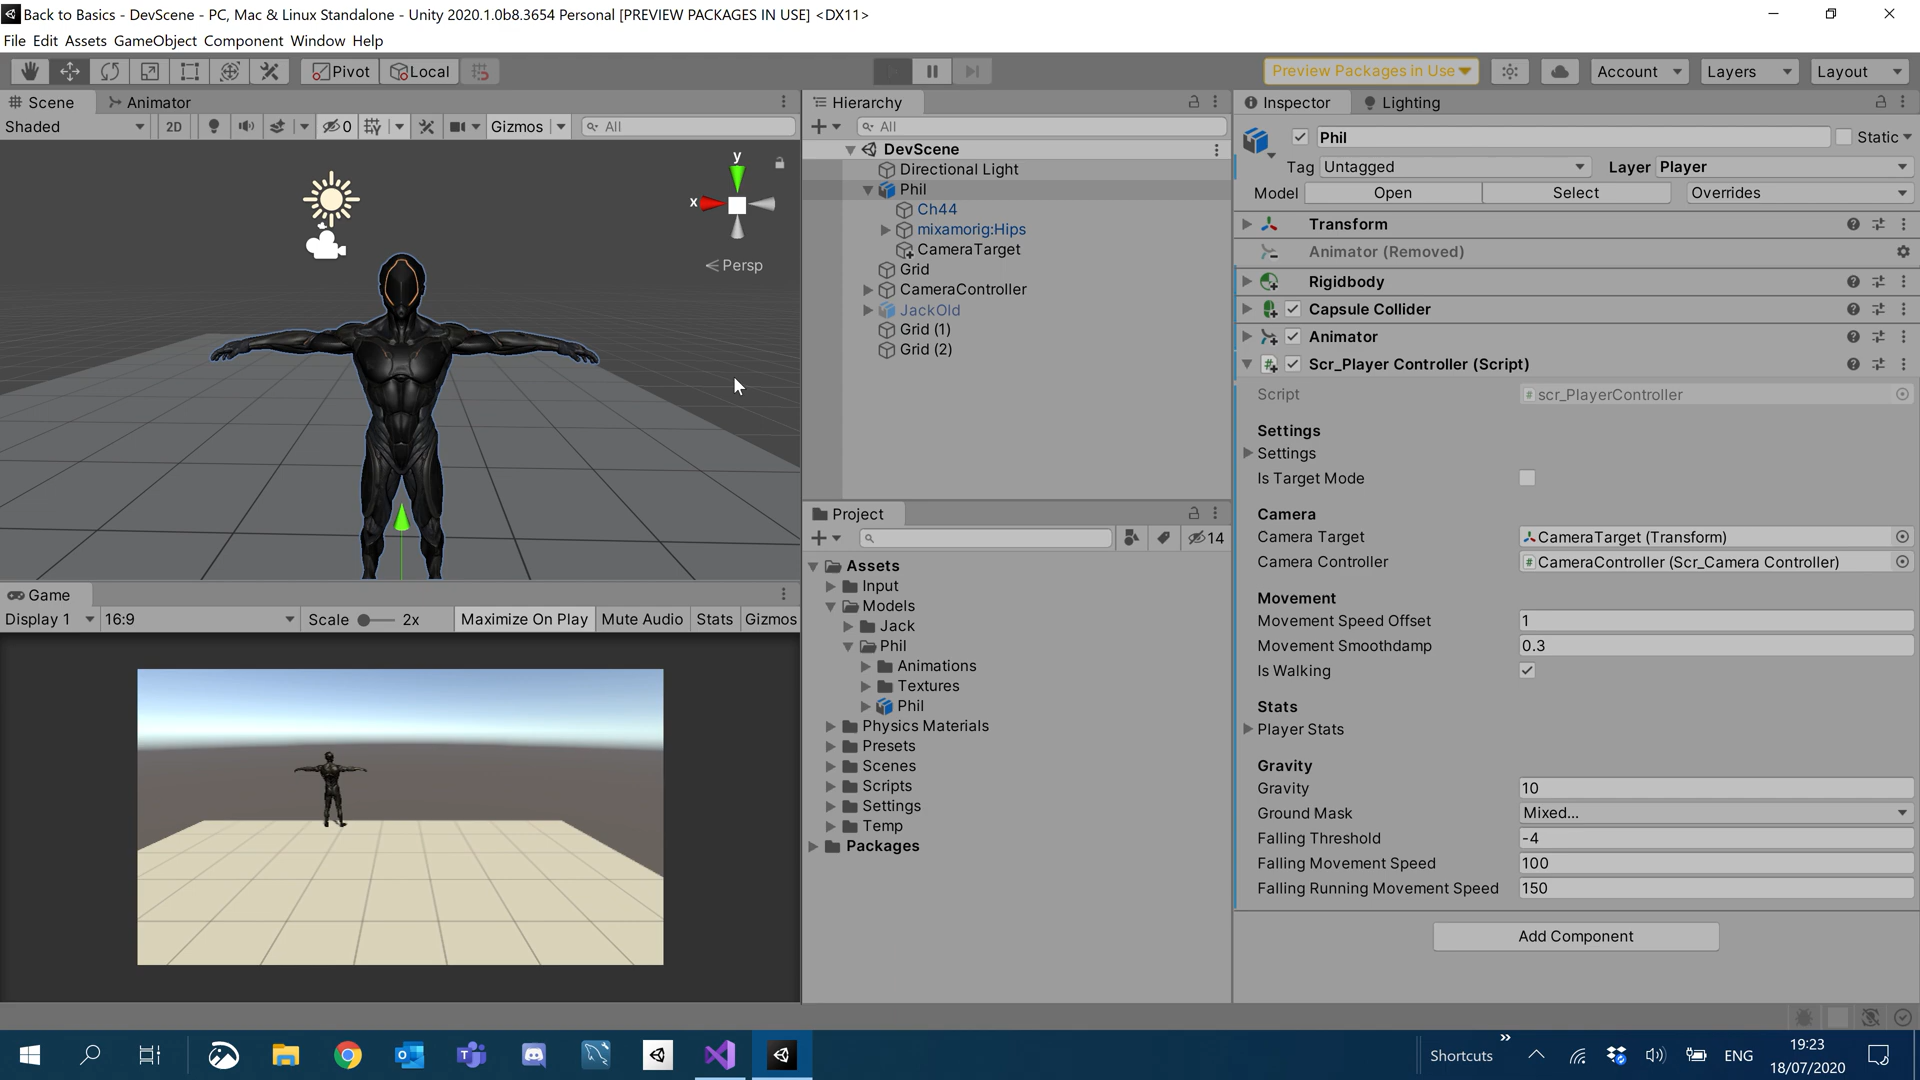 Back to Basics - DevScene - PC, Mac & Linux Standalone - Unity 2020.1.0b8.3654 Personal [PREVIEW PACKAGES IN USE] <DX11>
File Edit Assets GameObject Component Window Help
Pivot Local Preview Packages in Use Account Layers Layout
Scene Animator
Shaded 2D 0 Gizmos All
y
x
Persp
Game
Display 1 16:9 Scale 2x Maximize On Play Mute Audio Stats Gizmos
Hierarchy
All
DevScene
Directional Light
Phil
Ch44
mixamorig:Hips
CameraTarget
Grid
CameraController
JackOld
Grid (1)
Grid (2)
Project
14
Assets
Input
Models
Jack
Phil
Animations
Textures
Phil
Physics Materials
Presets
Scenes
Scripts
Settings
Temp
Packages
Inspector Lighting
Phil Static
Tag Untagged Layer Player
Model Open Select Overrides
Transform
Animator (Removed)
Rigidbody
Capsule Collider
Animator
Scr_Player Controller (Script)
Script scr_PlayerController
Settings
Settings
Is Target Mode
Camera
Camera Target CameraTarget (Transform)
Camera Controller CameraController (Scr_Camera Controller)
Movement
Movement Speed Offset 1
Movement Smoothdamp 0.3
Is Walking
Stats
Player Stats
Gravity
Gravity 10
Ground Mask Mixed...
Falling Threshold -4
Falling Movement Speed 100
Falling Running Movement Speed 150
Add Component
Shortcuts ENG 19:23
18/07/2020